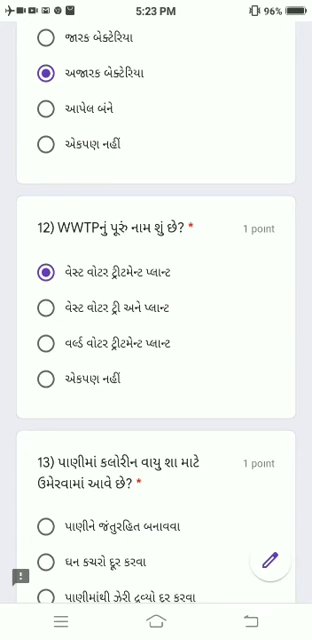 5:23 PM
96%
જારક બેક્ટેરિયા
અજારક બેક્ટેરિયા
આપેલ બંને
એકપણ નહીં
12) WWTPનું પૂરું નામ શું છે? *
1 point
વેસ્ટ વોટર ટ્રીટમેન્ટ પ્લાન્ટ
વેસ્ટ વોટર ટ્રી અને પ્લાન્ટ
વર્લ્ડ વોટર ટ્રીટમેન્ટ પ્લાન્ટ
એકપણ નહીં
13) પાણીમાં કલોરીન વાયુ શા માટે
1 point
ઉમેરવામાં આવે છે? *
પાણીને જંતુરહિત બનાવવા
ઘન કચરો દૂર કરવા
પાણીમાંથી ઝેરી દ્રવ્યો દૂર કરવા